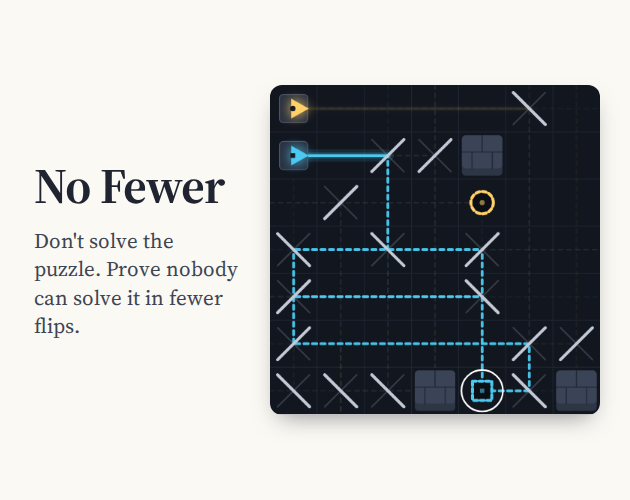 No Fewer
Don't solve the
puzzle. Prove nobody
can solve it in fewer
flips.